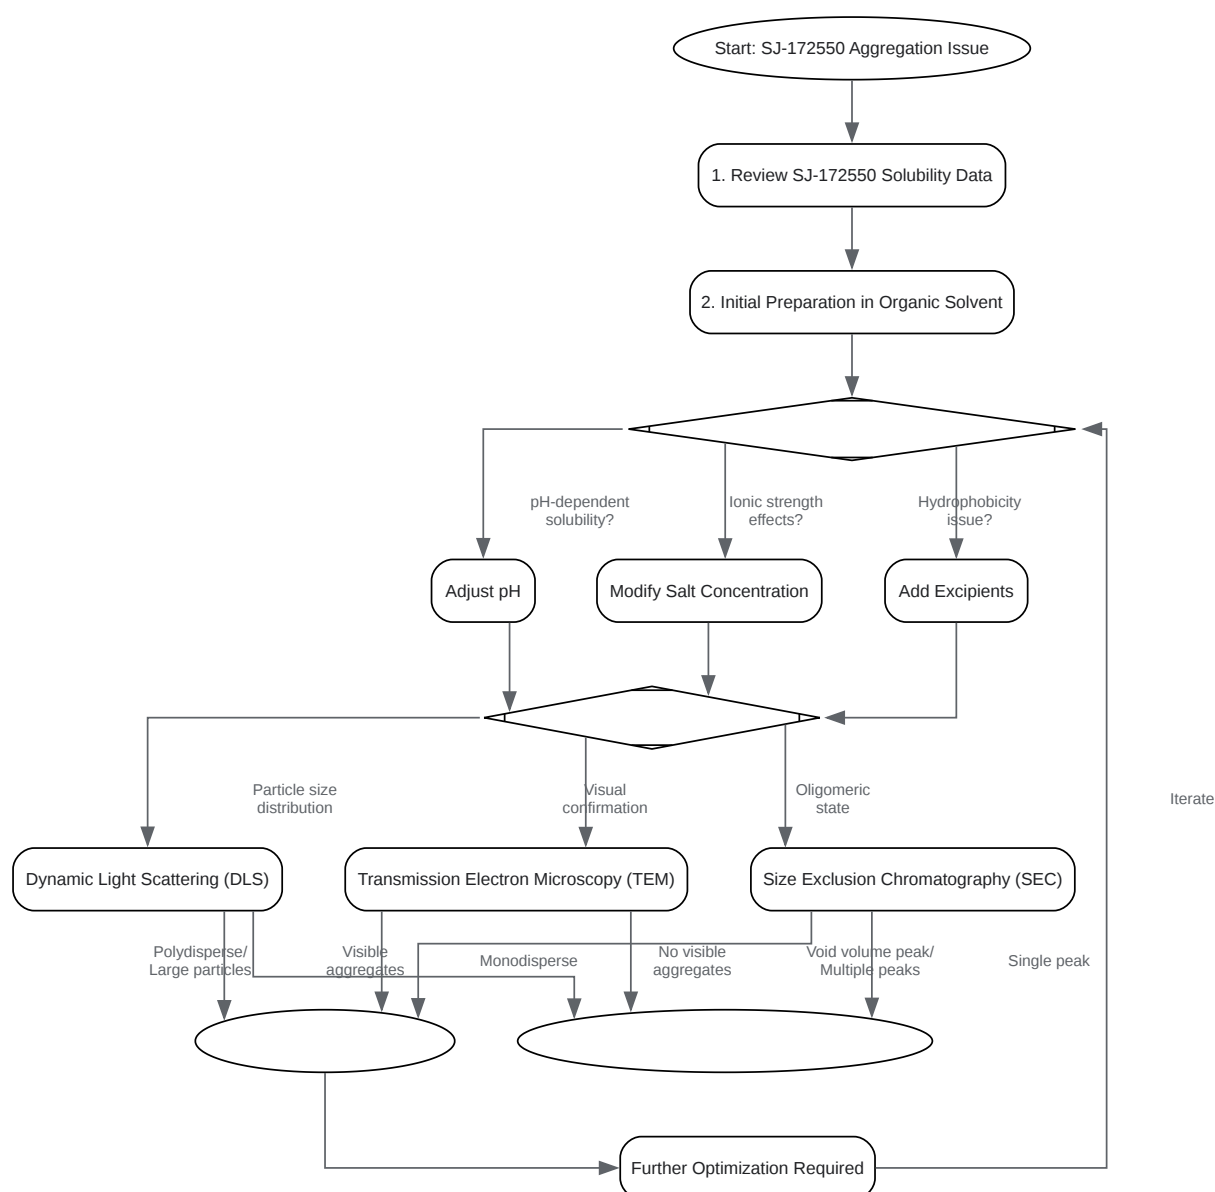 Start: SJ-172550 Aggregation Issue
1. Review SJ-172550 Solubility Data
2. Initial Preparation in Organic Solvent
pH-dependent
solubility?
Ionic strength
effects?
Hydrophobicity
issue?
Adjust pH
Modify Salt Concentration
Add Excipients
Particle size
distribution
Visual
confirmation
Oligomeric
state
Iterate
Dynamic Light Scattering (DLS)
Transmission Electron Microscopy (TEM)
Size Exclusion Chromatography (SEC)
Polydisperse/
Large particles
Visible
aggregates
Monodisperse
No visible
aggregates
Void volume peak/
Multiple peaks
Single peak
Further Optimization Required